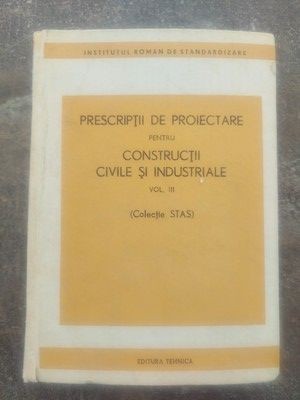 INSTITUTUL ROMAN DE STANDARDIZARE
PRESCRIPȚII DE PROIECTARE
PENTRU
CONSTRUCȚII
CIVILE ȘI INDUSTRIALE
VOL. III
(Colecție STAS)
EDITURA TEHNICA